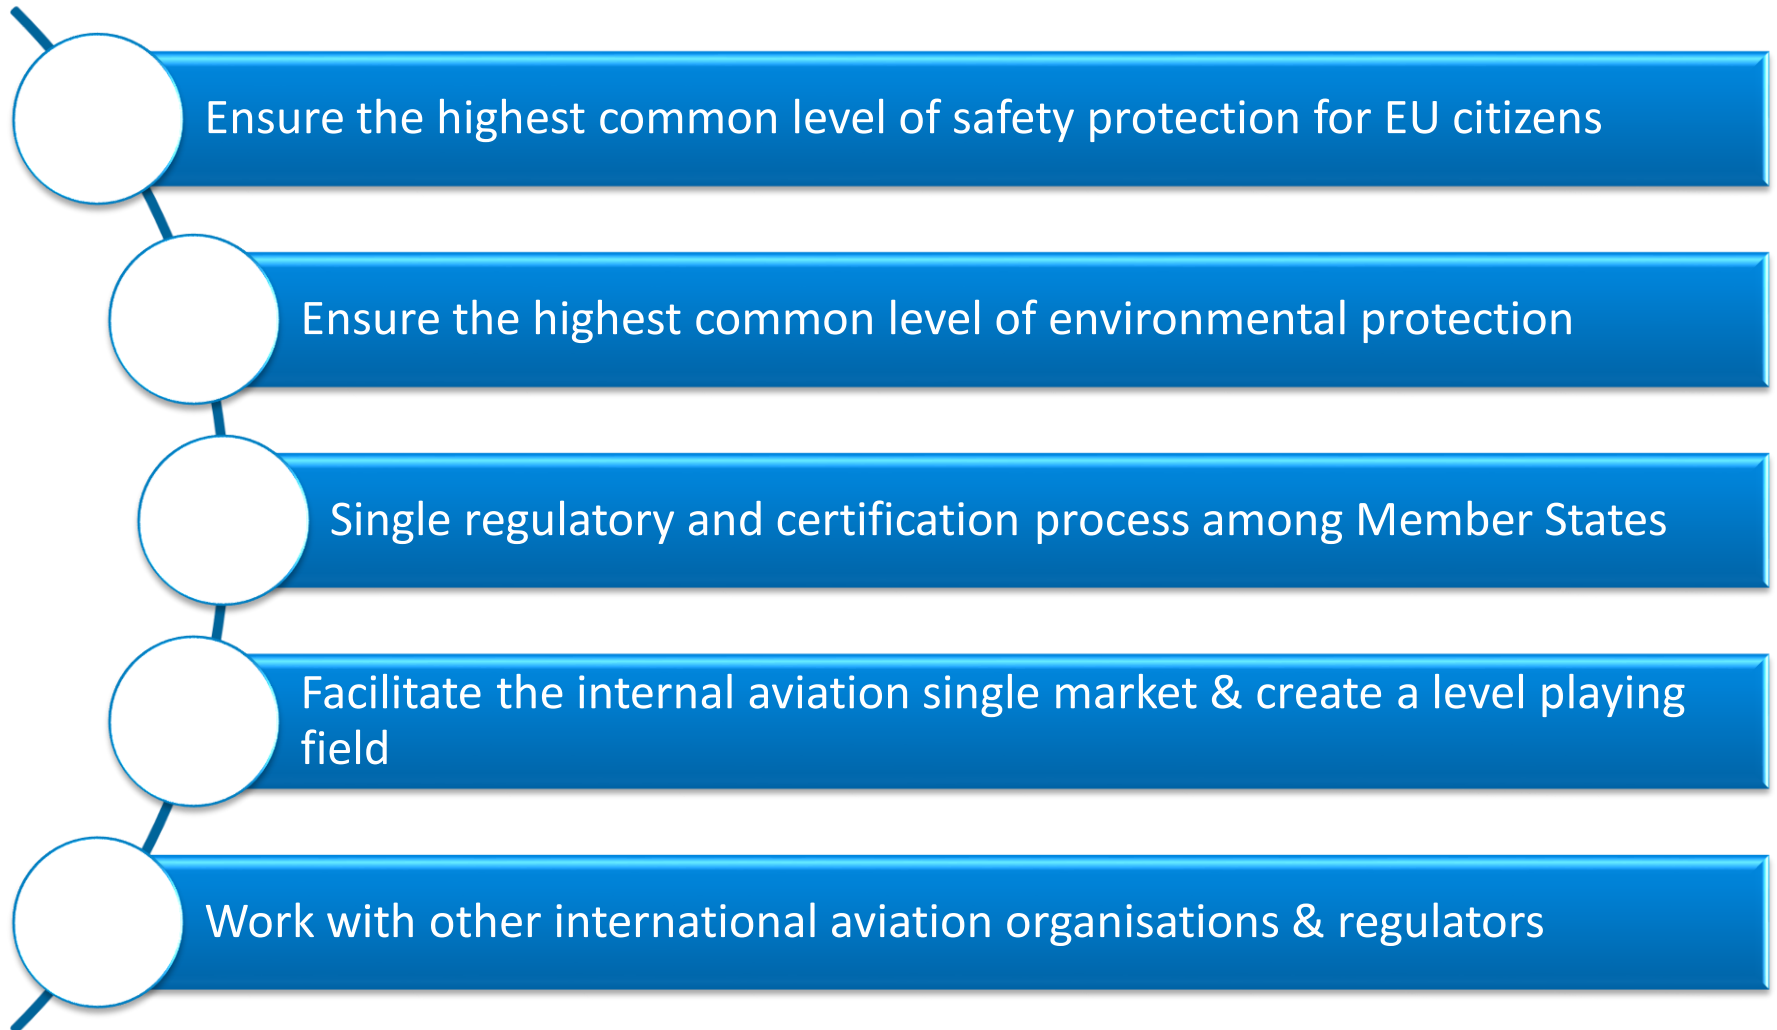 Ensure the highest common level of safety protection for EU citizens
Ensure the highest common level of environmental protection
Single regulatory and certification process among Member States
Facilitate the internal aviation single market & create a level playing
field
Work with other international aviation organisations & regulators